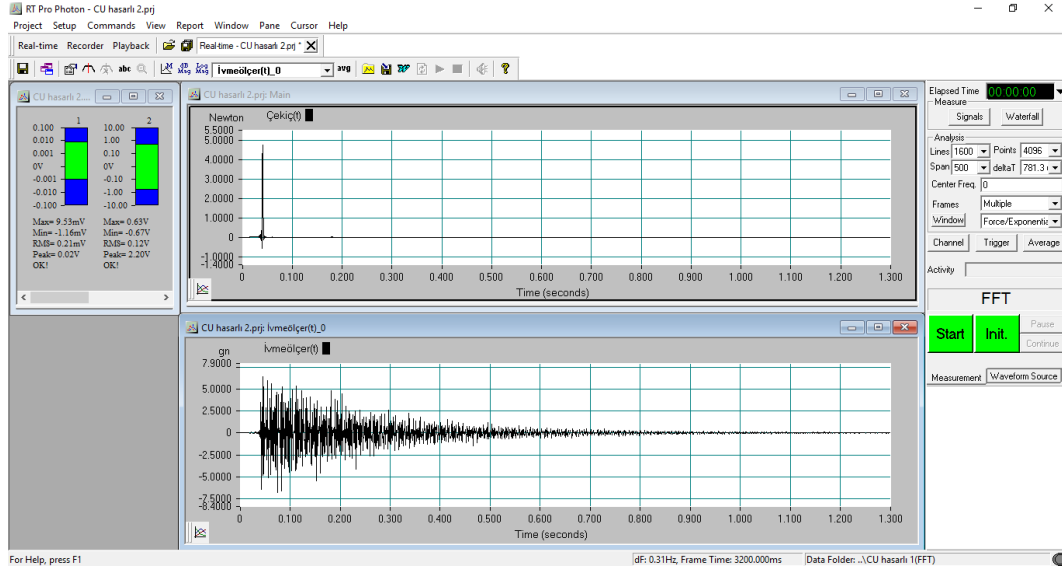 RT Pro Photon - CU hasarlı 2.prj
Project Setup Commands View Report Window Pane Cursor Help
Real-time Recorder Playback Real-time - CU hasarlı 2.prj * X
abc Msg Msg İvmeölçer(t)_0 avg
CU hasarlı 2....
1 2
0.100 10.00
0.010 1.00
0.001 0.10
0V 0V
-0.001 -0.10
-0.010 -1.00
-0.100 -10.00
Max= 9.53mV Max= 0.63V
Min= -1.16mV Min= -0.67V
RMS= 0.21mV RMS= 0.12V
Peak= 0.02V Peak= 2.20V
OK! OK!
CU hasarlı 2.prj: Main
Newton Çekiç(t)
5.5000
5.0000
4.0000
3.0000
2.0000
1.0000
0
-1.0000
-1.4000
0 0.100 0.200 0.300 0.400 0.500 0.600 0.700 0.800 0.900 1.000 1.100 1.200 1.300
Time (seconds)
CU hasarlı 2.prj: İvmeölçer(t)_0
gn İvmeölçer(t)
7.9000
5.0000
2.5000
0
-2.5000
-5.0000
-7.5000
-8.4000
0 0.100 0.200 0.300 0.400 0.500 0.600 0.700 0.800 0.900 1.000 1.100 1.200 1.300
Time (seconds)
Elapsed Time 00:00:00
Measure
Signals Waterfall
Analysis
Lines 1600 Points 4096
Span 500 deltaT 781.3
Center Freq. 0
Frames Multiple
Window Force/Exponentia
Channel Trigger Average
Activity
FFT
Start Init. Pause
Continue
Measurement Waveform Source
For Help, press F1 dF: 0.31Hz, Frame Time: 3200.000ms Data Folder: ..\CU hasarlı 1(FFT)